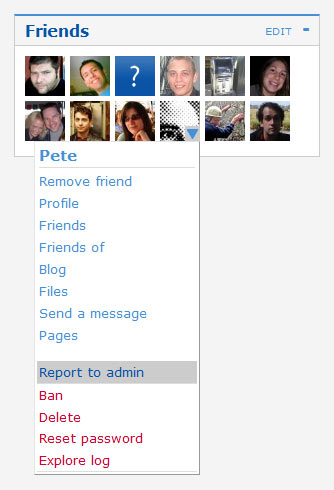 Friends EDIT -
?
Pete
Remove friend
Profile
Friends
Friends of
Blog
Files
Send a message
Pages
Report to admin
Ban
Delete
Reset password
Explore log